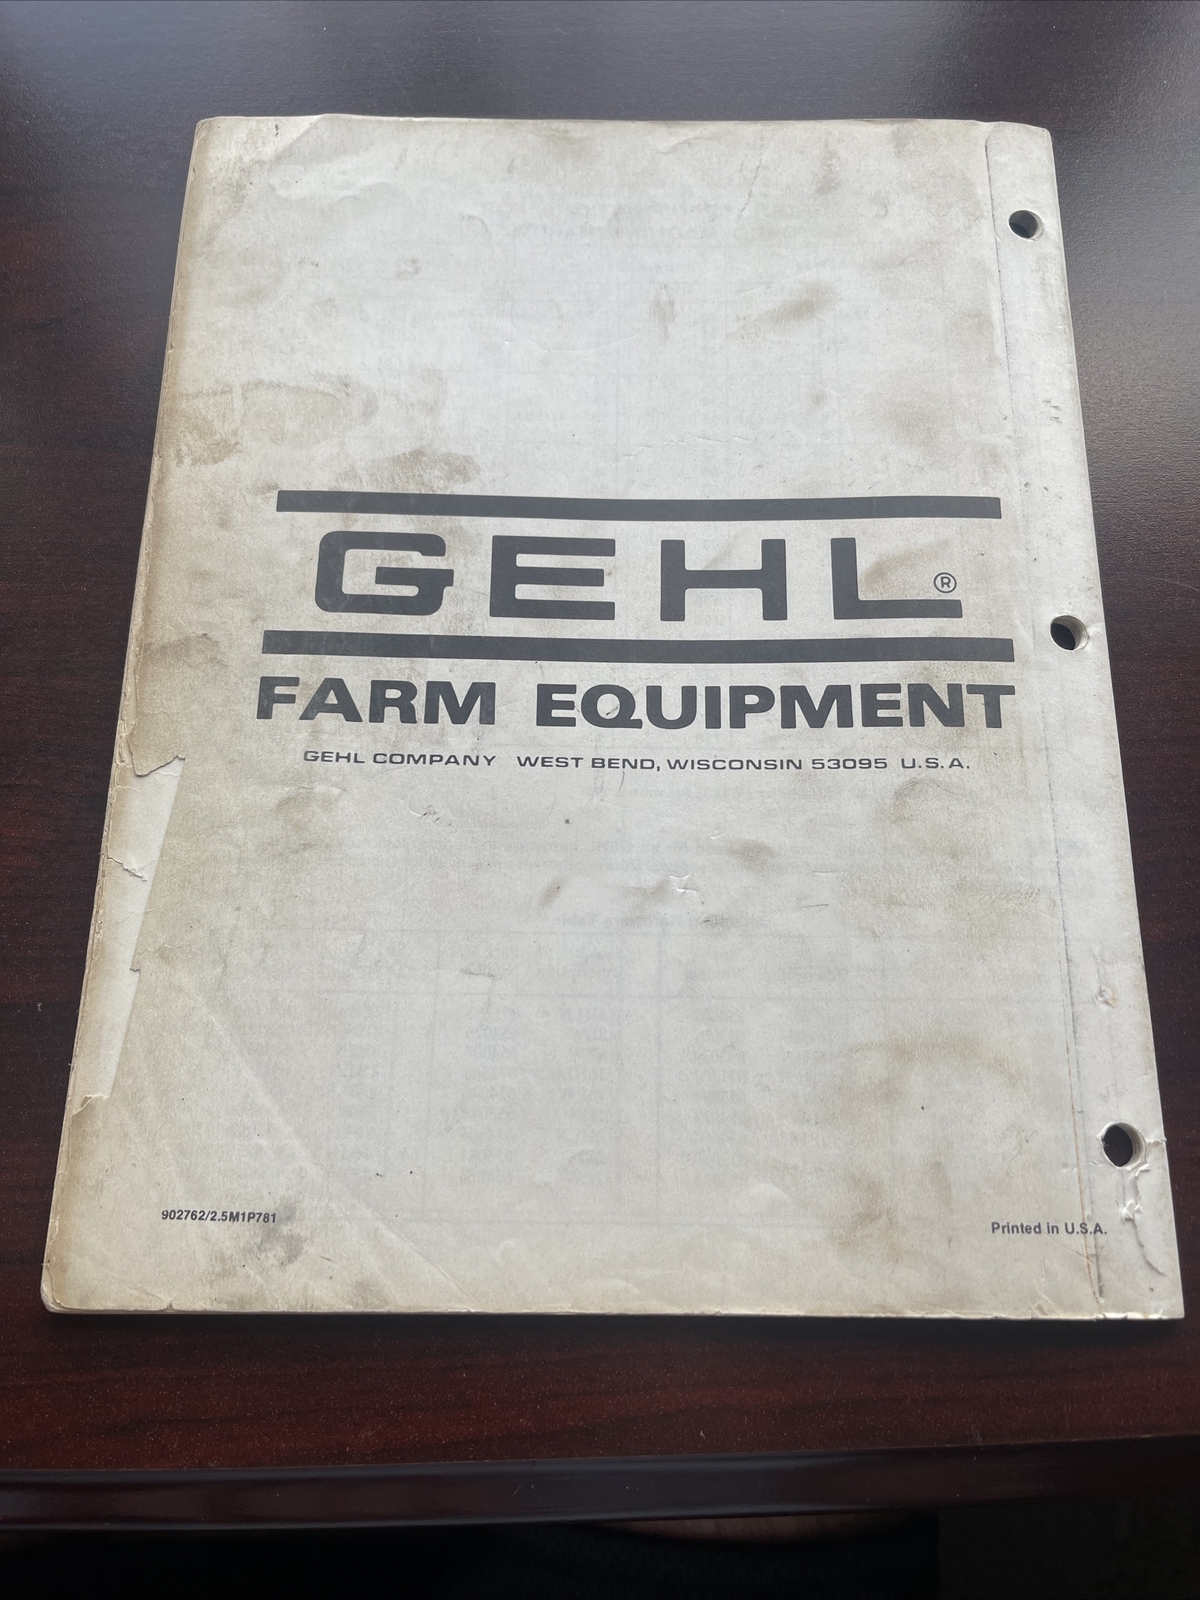 GEHL®
FARM EQUIPMENT
GEHL COMPANY WEST BEND, WISCONSIN 53095 U.S.A.
902762/2.5M1P781
Printed in U.S.A.